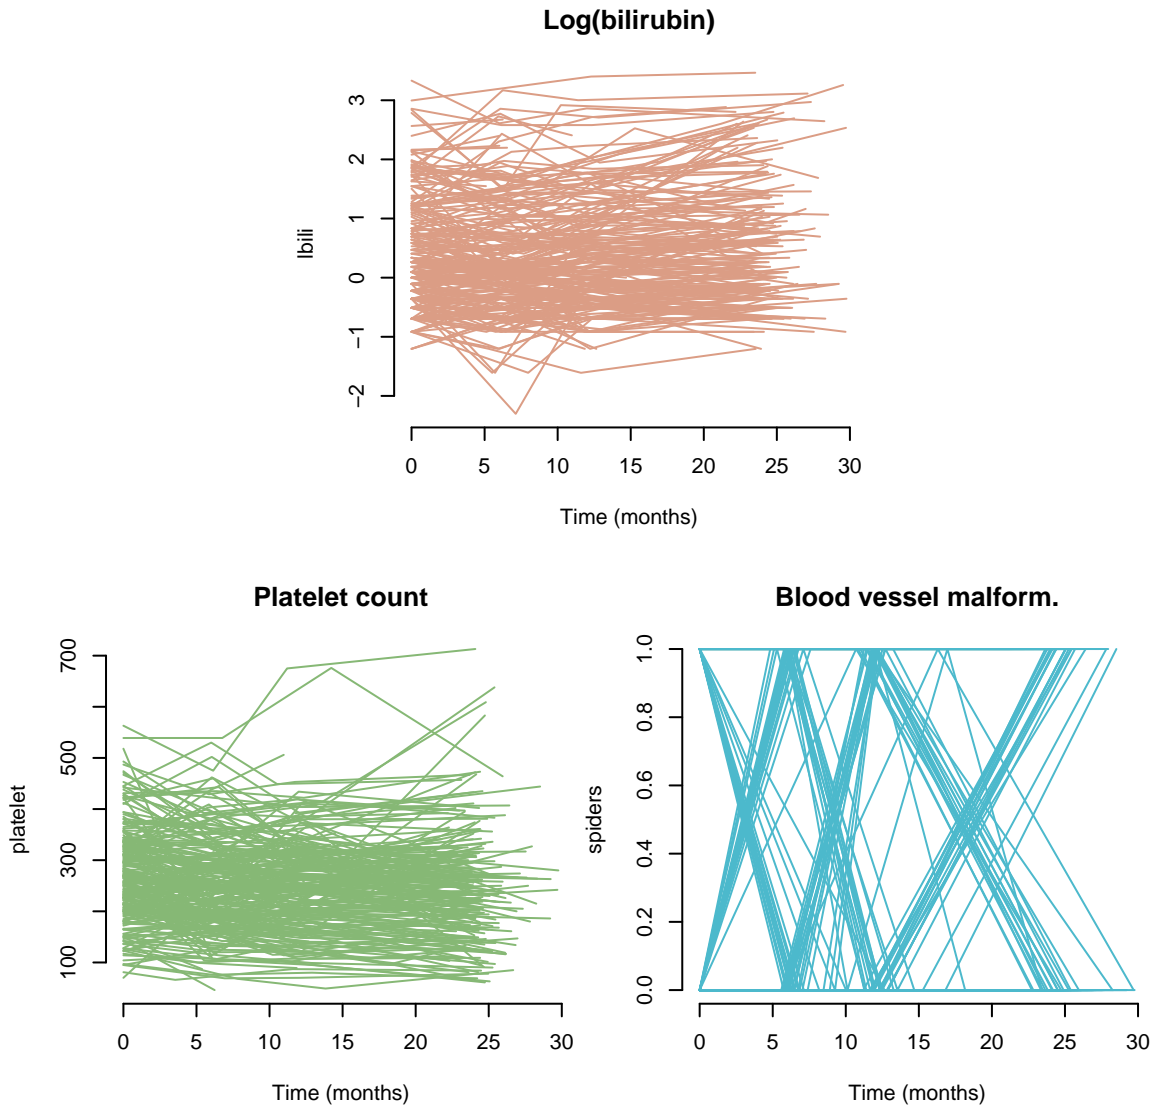 Log(bilirubin)
3
2
1
0
−1
−2
lbili
0 5 10 15 20 25 30
Time (months)
Platelet count
700
500
300
100
platelet
0 5 10 15 20 25 30
Time (months)
Blood vessel malform.
1.0
0.8
0.6
0.4
0.2
0.0
spiders
0 5 10 15 20 25 30
Time (months)